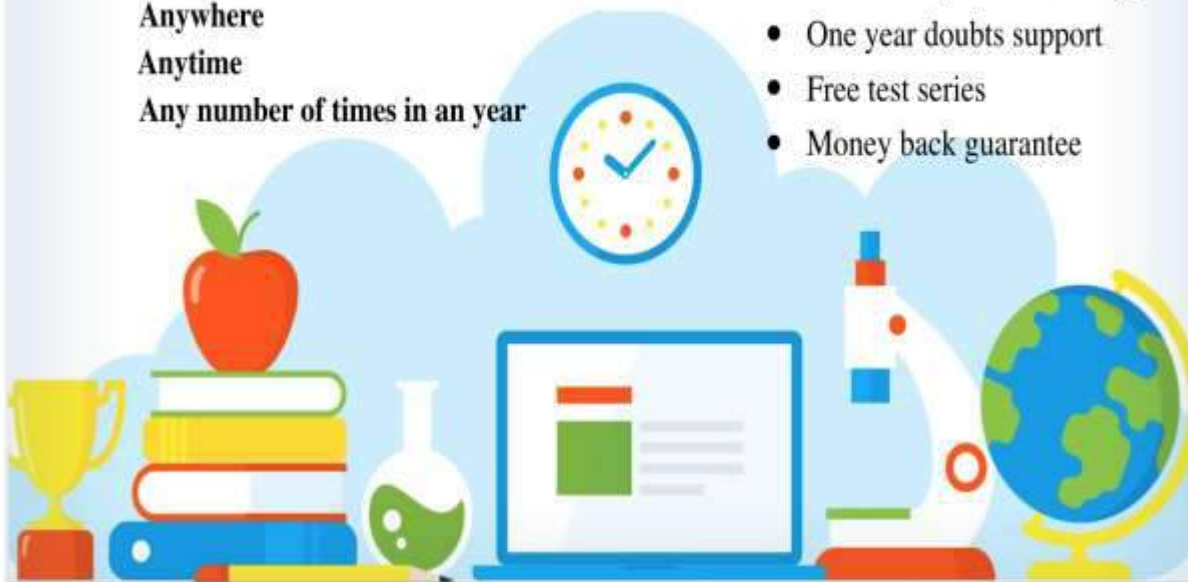 Anywhere
Anytime
Any number of times in an year
One year doubts support
Free test series
Money back guarantee